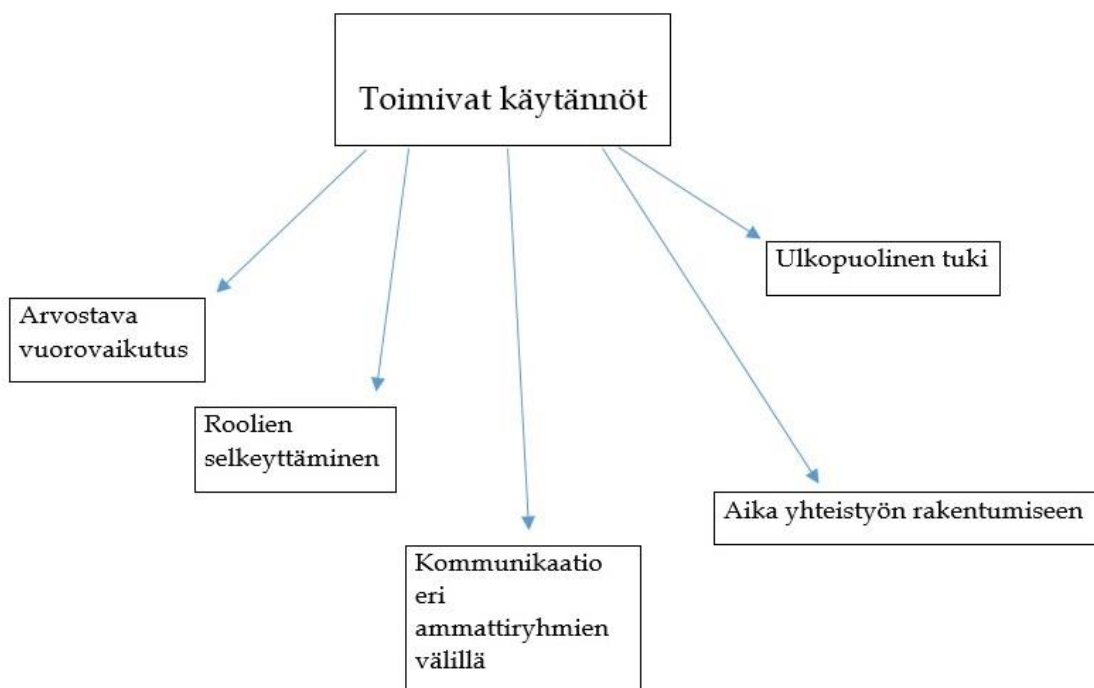 Toimivat käytännöt
Ulkopuolinen tuki
Arvostava
vuorovaikutus
Roolien
selkeyttäminen
Aika yhteistyön rakentumiseen
Kommunikaatio
eri
ammattiryhmien
välillä